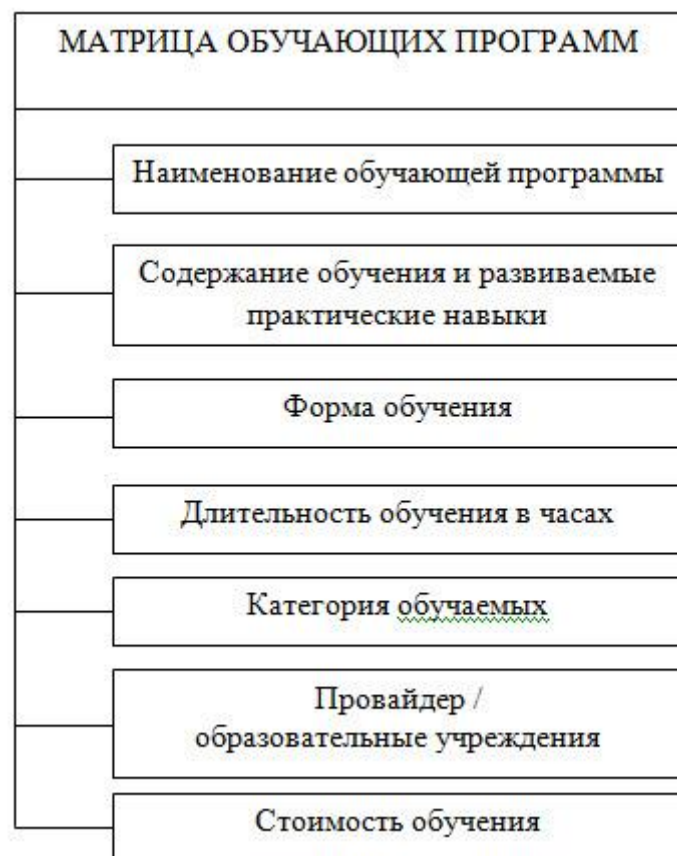 МАТРИЦА ОБУЧАЮЩИХ ПРОГРАММ
Наименование обучающей программы
Содержание обучения и развиваемые
практические навыки
Форма обучения
Длительность обучения в часах
Категория обучаемых
Провайдер /
образовательные учреждения
Стоимость обучения